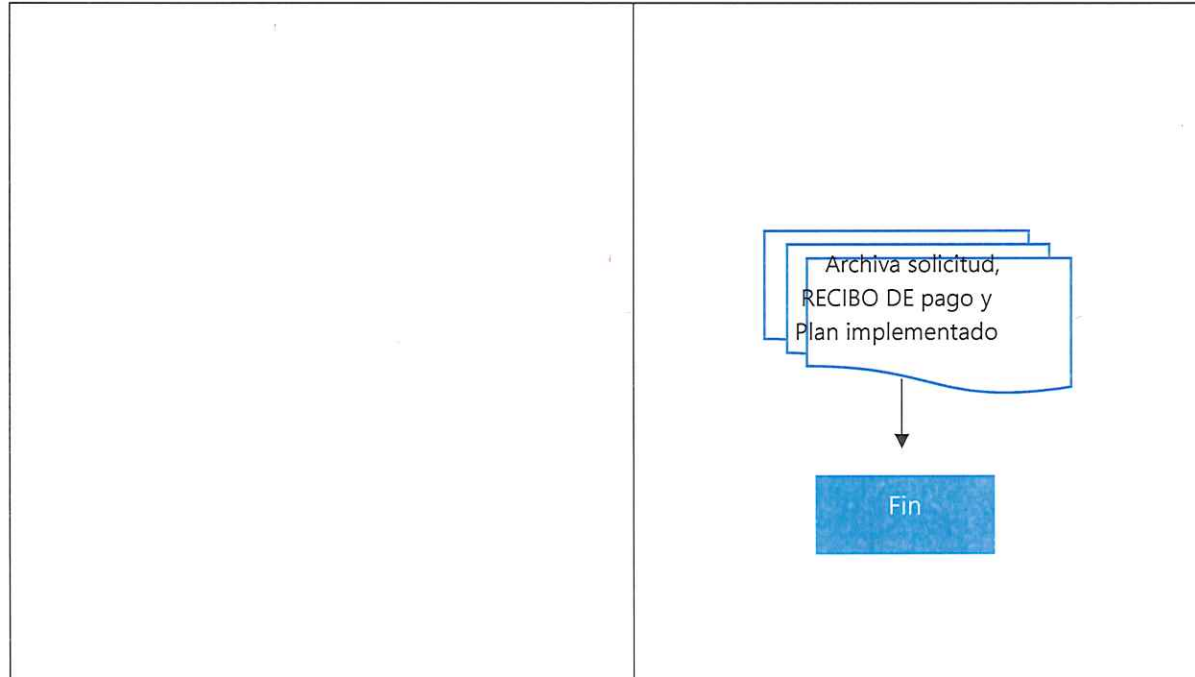 Archiva solicitud,
RECIBO DE pago y
Plan implementado
Fin